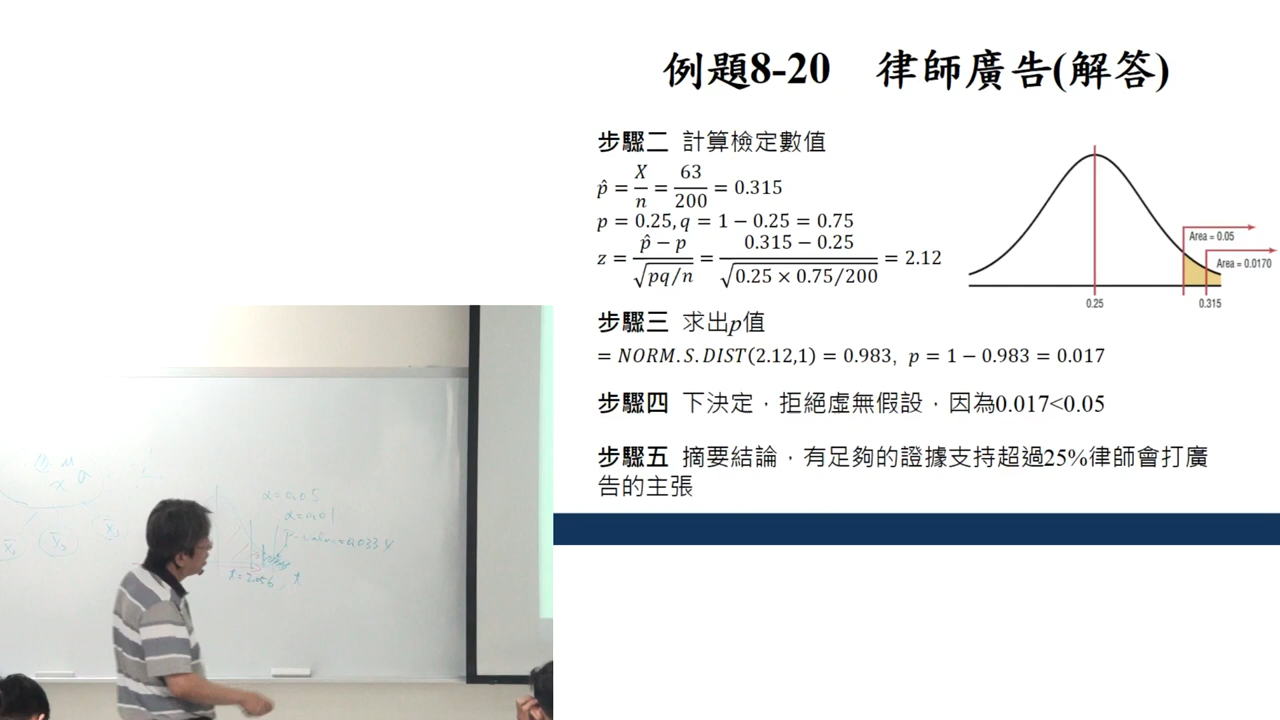 例題8-20 律師廣告(解答)
步驟二 計算檢定數值
p̂ = X/n = 63/200 = 0.315
p = 0.25, q = 1 − 0.25 = 0.75
z = (p̂ − p)/√(pq/n) = (0.315 − 0.25)/√(0.25 × 0.75/200) = 2.12
Area = 0.05
Area = 0.0170
0.25
0.315
步驟三 求出p值
= NORM.S.DIST(2.12,1) = 0.983, p = 1 − 0.983 = 0.017
步驟四 下決定，拒絕虛無假設，因為0.017<0.05
步驟五 摘要結論，有足夠的證據支持超過25%律師會打廣
告的主張
α=0.05
α=0.01